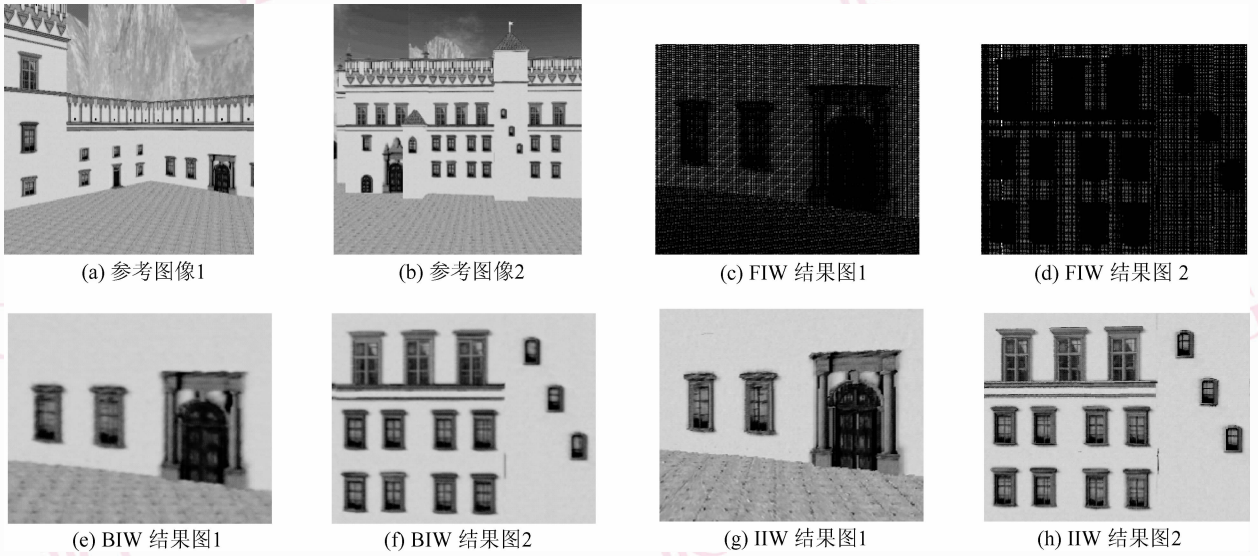 (a) 参考图像1
(b) 参考图像2
(c) FIW 结果图1
(d) FIW 结果图 2
(e) BIW 结果图1
(f) BIW 结果图2
(g) IIW 结果图1
(h) IIW 结果图2